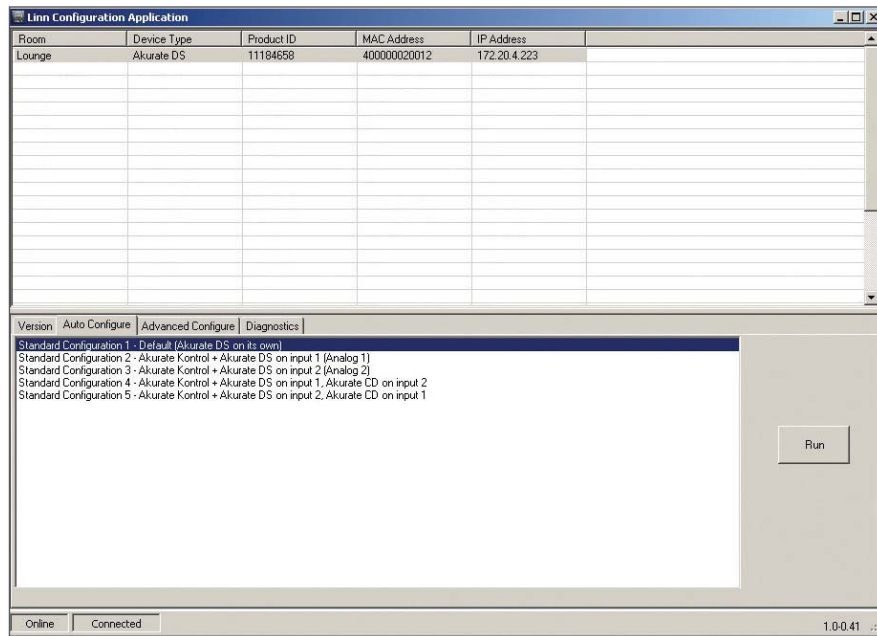 Linn Configuration Application
Room Device Type Product ID MAC Address IP Address
Lounge Akurate DS 11184658 400000020012 172.20.4.223
Version Auto Configure Advanced Configure Diagnostics
Standard Configuration 1 - Default (Akurate DS on its own)
Standard Configuration 2 - Akurate Kontrol + Akurate DS on input 1 (Analog 1)
Standard Configuration 3 - Akurate Kontrol + Akurate DS on input 2 (Analog 2)
Standard Configuration 4 - Akurate Kontrol + Akurate DS on input 1, Akurate CD on input 2
Standard Configuration 5 - Akurate Kontrol + Akurate DS on input 2, Akurate CD on input 1
Run
Online Connected 1.0-0.41